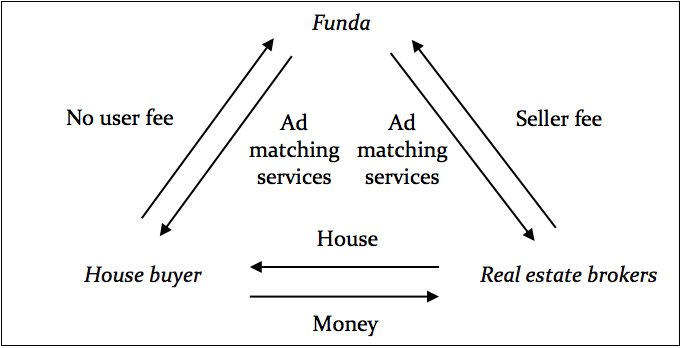 Funda
No user fee
Ad
matching
services
Ad
matching
services
Seller fee
House
House buyer
Real estate brokers
Money